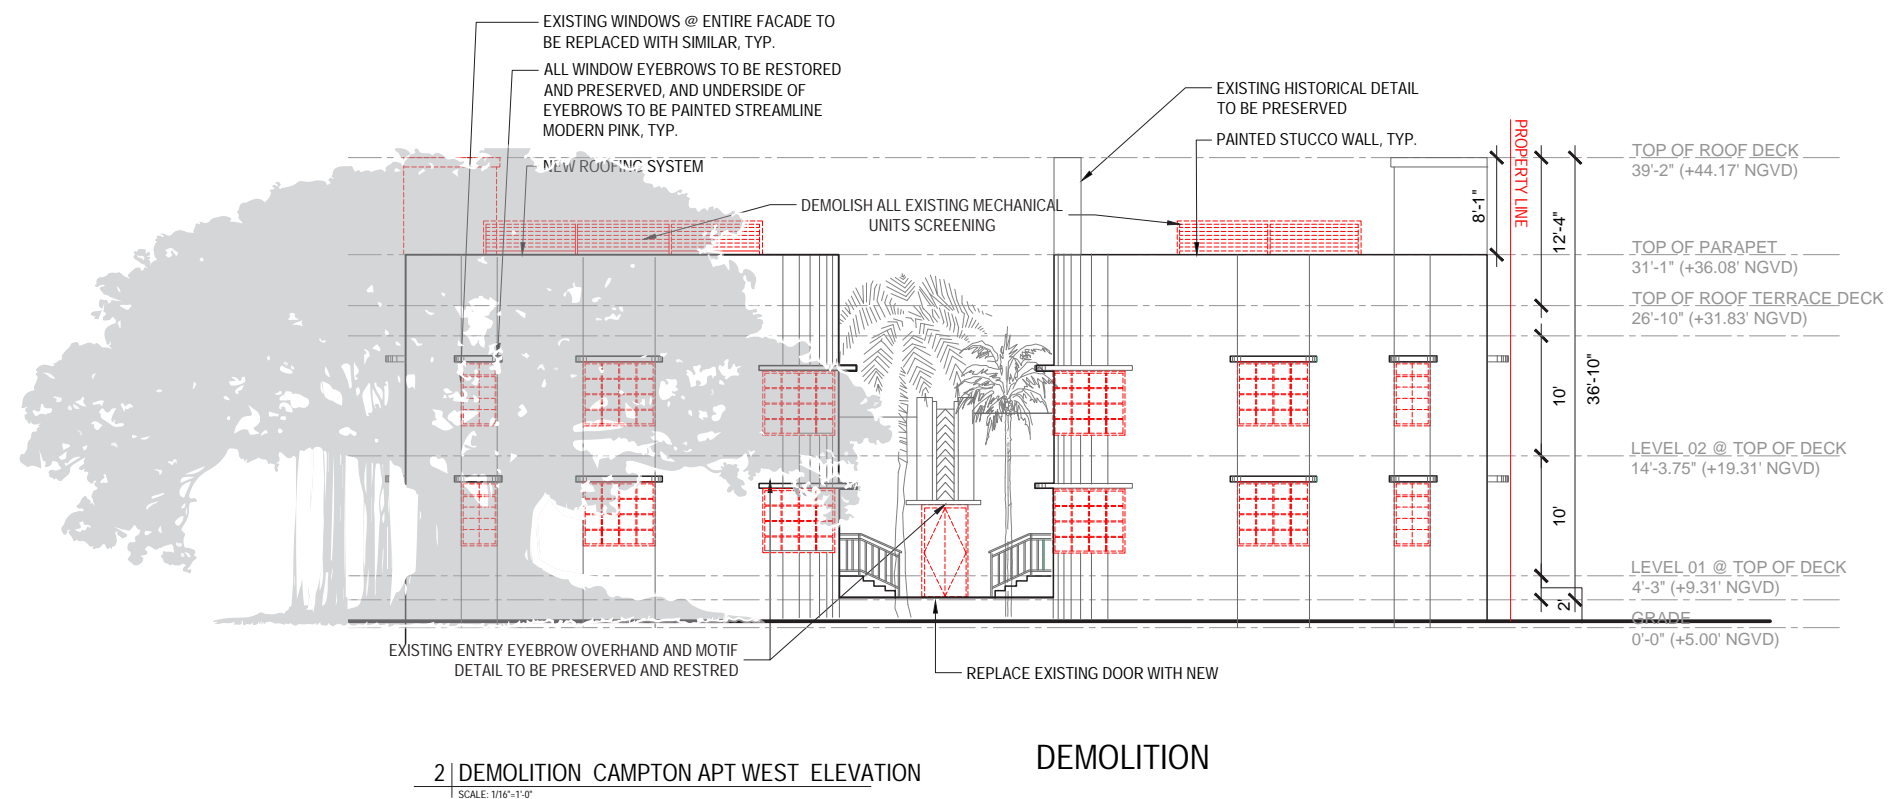 EXISTING WINDOWS @ ENTIRE FACADE TO
BE REPLACED WITH SIMILAR, TYP.
ALL WINDOW EYEBROWS TO BE RESTORED
AND PRESERVED, AND UNDERSIDE OF
EYEBROWS TO BE PAINTED STREAMLINE
MODERN PINK, TYP.
NEW ROOFING SYSTEM
DEMOLISH ALL EXISTING MECHANICAL
UNITS SCREENING
EXISTING HISTORICAL DETAIL
TO BE PRESERVED
PAINTED STUCCO WALL, TYP.
PROPERTY LINE
8'-1"
12'-4"
10'
10'
2'
36'-10"
TOP OF ROOF DECK
39'-2" (+44.17' NGVD)
TOP OF PARAPET
31'-1" (+36.08' NGVD)
TOP OF ROOF TERRACE DECK
26'-10" (+31.83' NGVD)
LEVEL 02 @ TOP OF DECK
14'-3.75" (+19.31' NGVD)
LEVEL 01 @ TOP OF DECK
4'-3" (+9.31' NGVD)
GRADE
0'-0" (+5.00' NGVD)
EXISTING ENTRY EYEBROW OVERHAND AND MOTIF
DETAIL TO BE PRESERVED AND RESTRED
REPLACE EXISTING DOOR WITH NEW
DEMOLITION
2 DEMOLITION CAMPTON APT WEST ELEVATION
SCALE: 1/16"=1'-0"